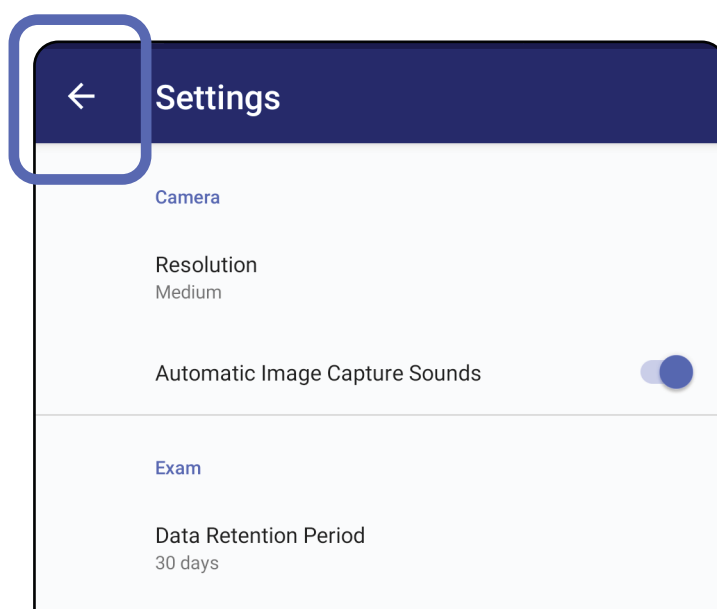 Settings
Camera
Resolution
Medium
Automatic Image Capture Sounds
Exam
Data Retention Period
30 days